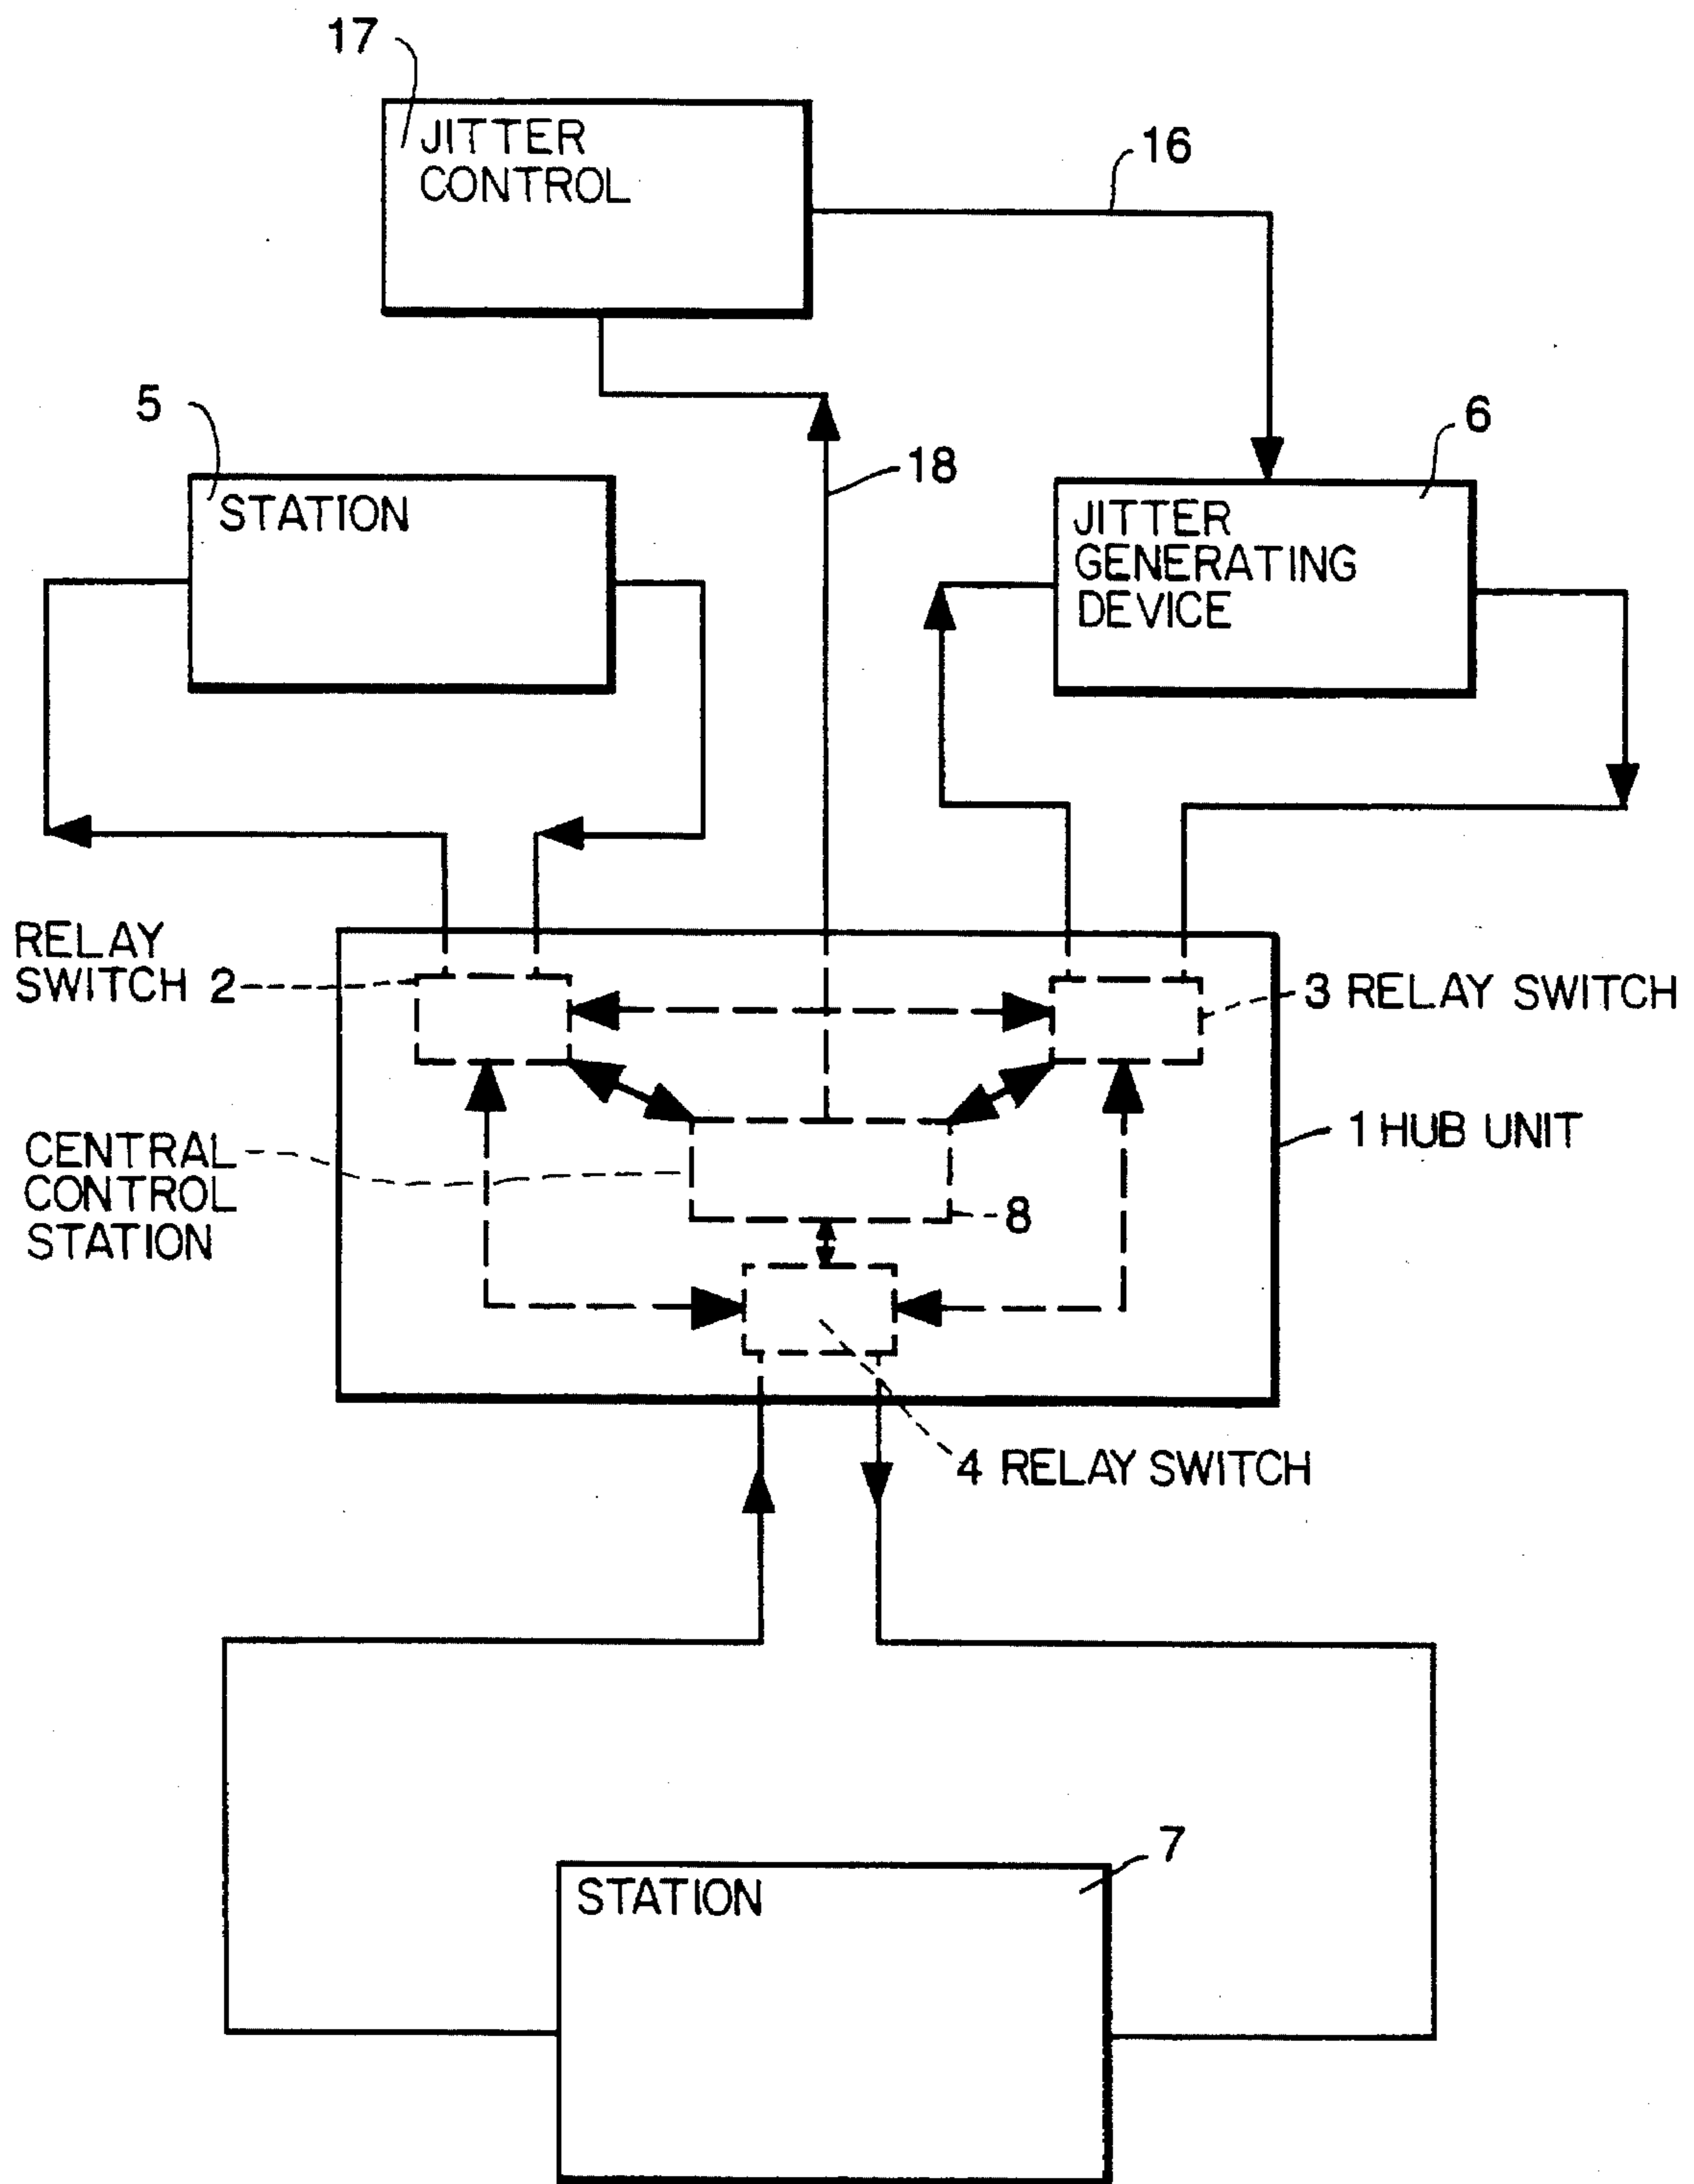 17
JITTER
CONTROL
16
5
6
18
STATION
JITTER
GENERATING
DEVICE
RELAY
SWITCH 2
3 RELAY SWITCH
1 HUB UNIT
CENTRAL
CONTROL
STATION
8
4 RELAY SWITCH
7
STATION